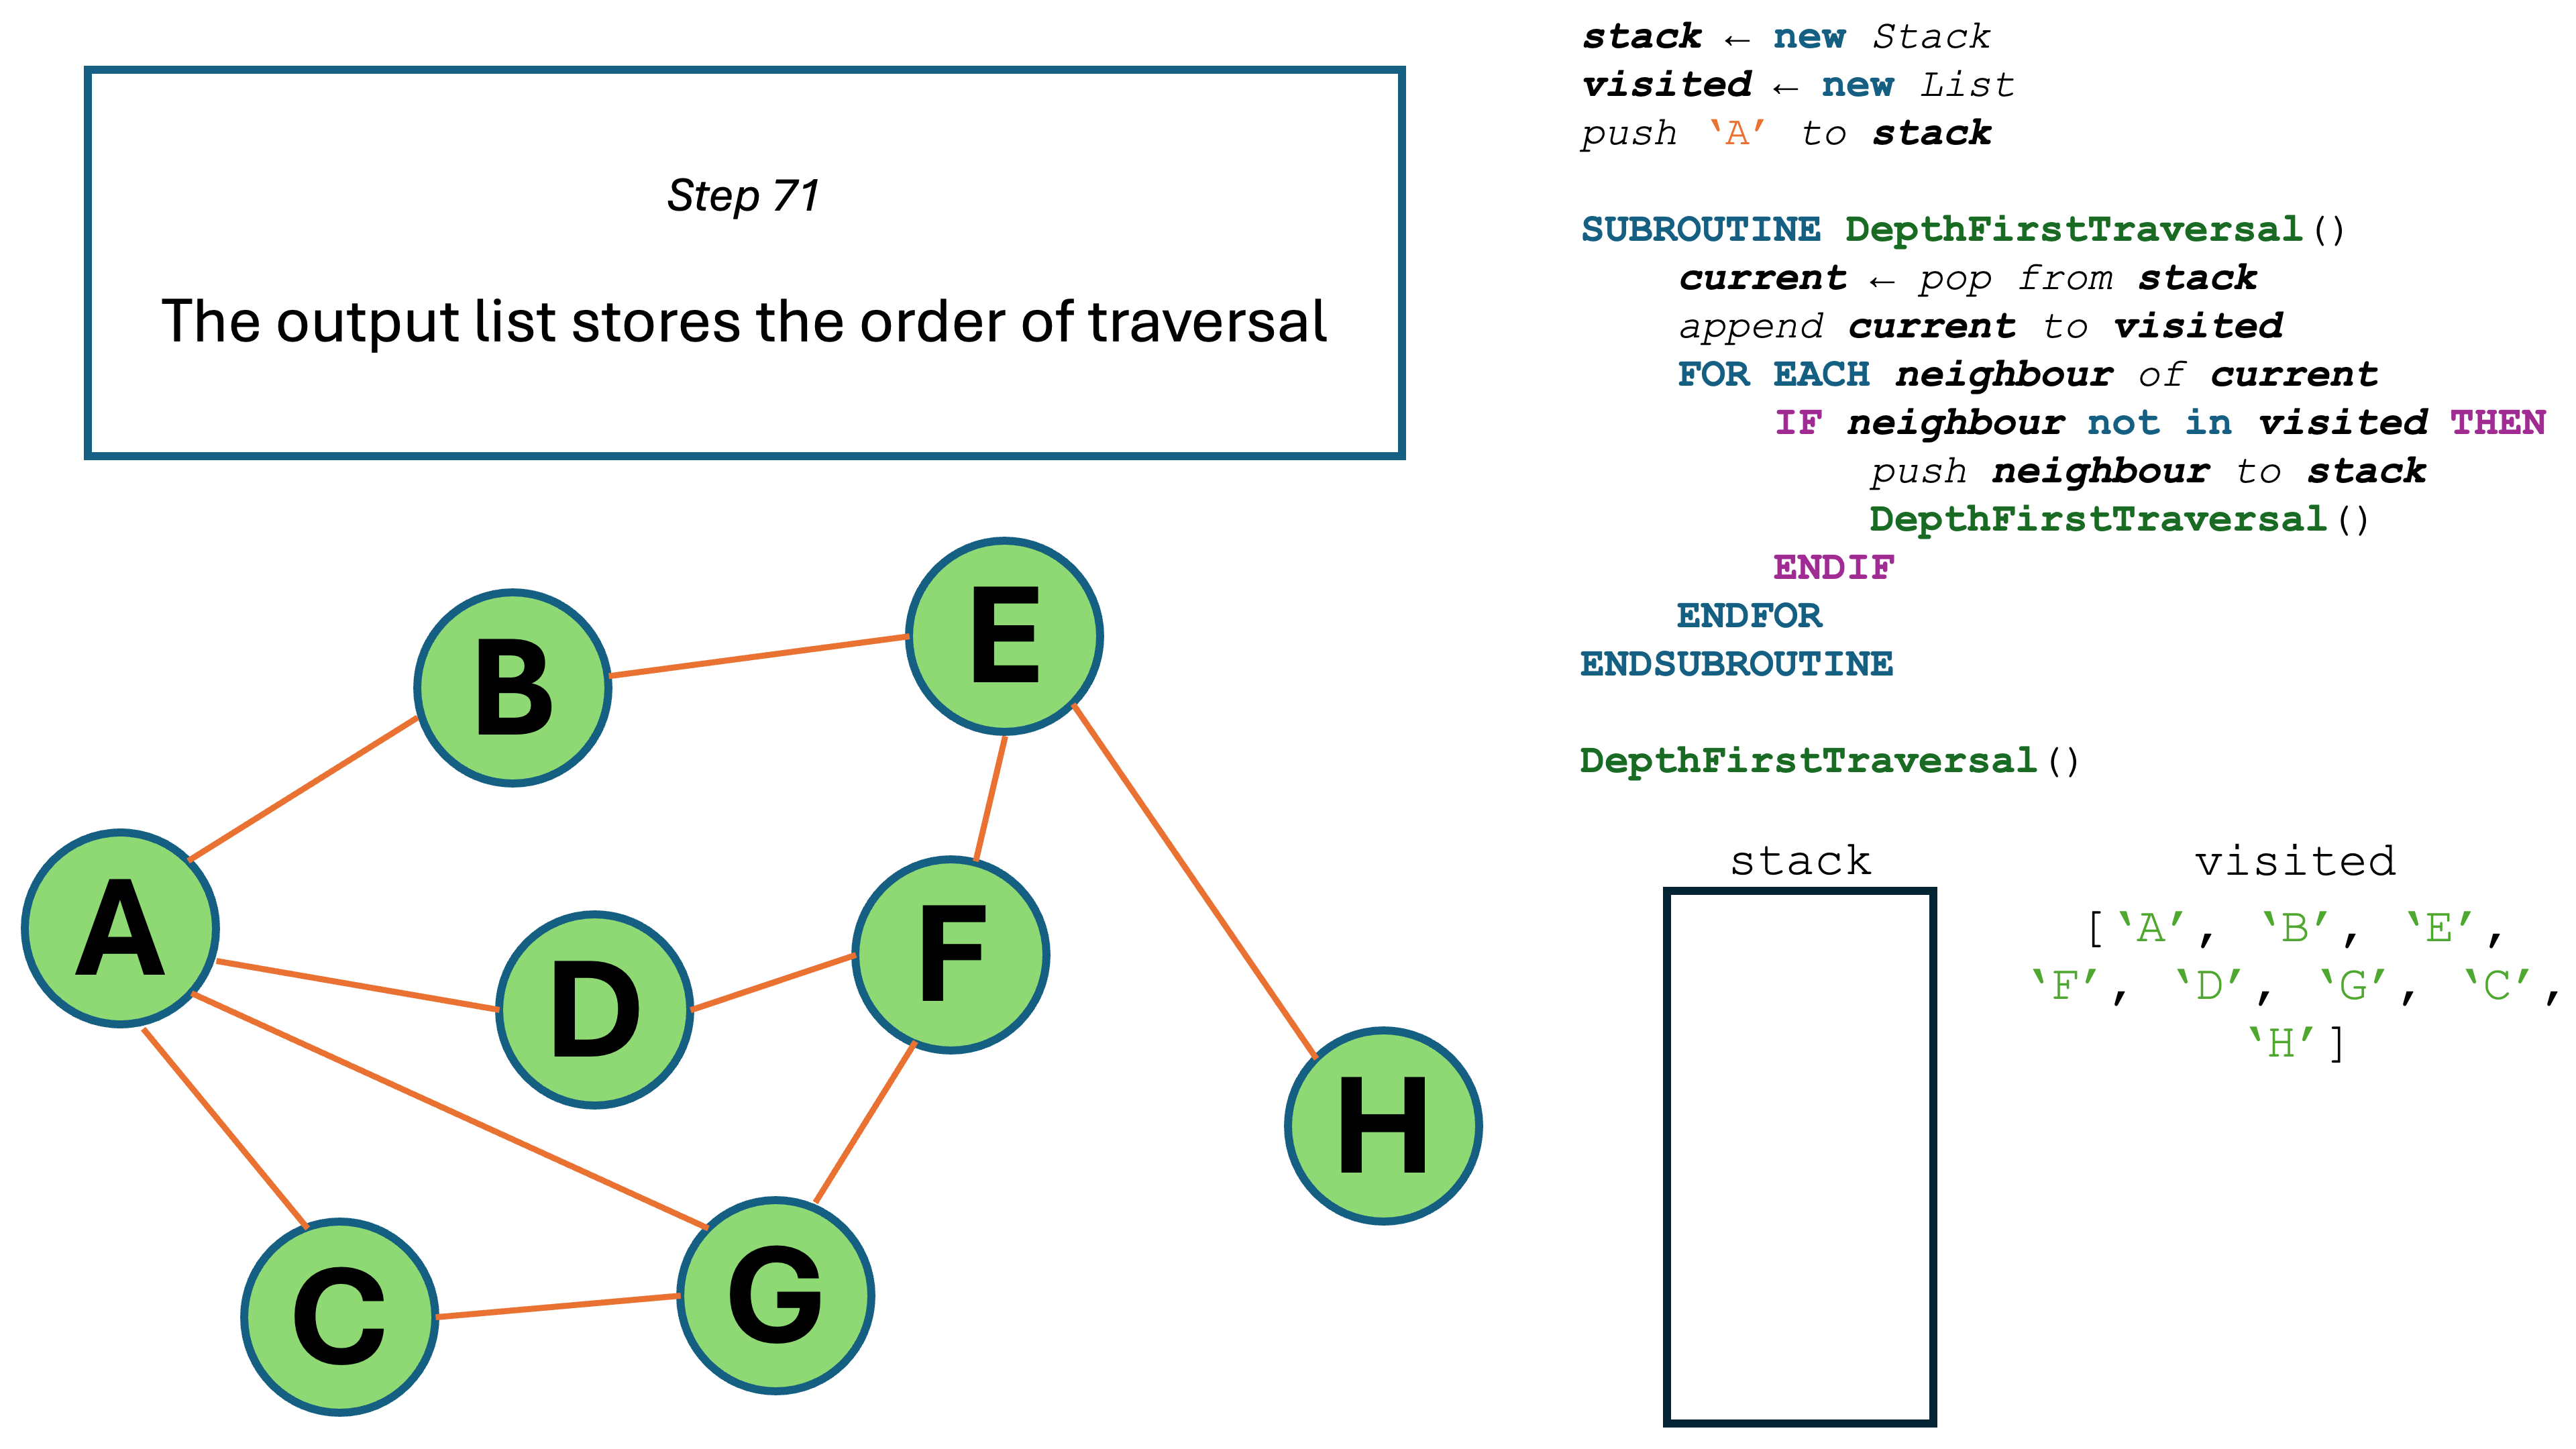 Step 71
The output list stores the order of traversal
stack ← new Stack
visited ← new List
push ‘A’ to stack
SUBROUTINE DepthFirstTraversal()
current ← pop from stack
append current to visited
FOR EACH neighbour of current
IF neighbour not in visited THEN
push neighbour to stack
DepthFirstTraversal()
ENDIF
ENDFOR
ENDSUBROUTINE
DepthFirstTraversal()
B
E
A
D
F
H
C
G
stack
visited
[‘A’, ‘B’, ‘E’,
‘F’, ‘D’, ‘G’, ‘C’,
‘H’]